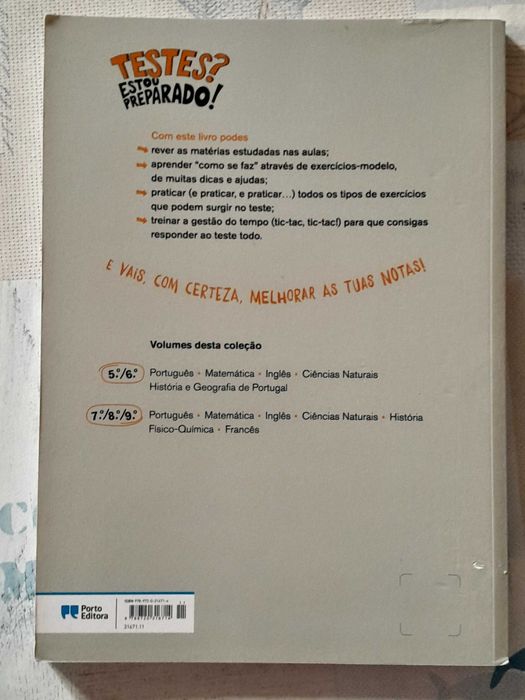 TESTES?
ESTOU
PREPARADO!
Com este livro podes
rever as matérias estudadas nas aulas;
aprender "como se faz" através de exercícios-modelo,
de muitas dicas e ajudas;
praticar (e praticar, e praticar...) todos os tipos de exercícios
que podem surgir no teste;
treinar a gestão do tempo (tic-tac, tic-tac!) para que consigas
responder ao teste todo.
E VAIS, COM CERTEZA, MELHORAR AS TUAS NOTAS!
Volumes desta coleção
5.º/6.º Português • Matemática • Inglês • Ciências Naturais
História e Geografia de Portugal
7.º/8.º/9.º Português • Matemática • Inglês • Ciências Naturais • História
Físico-Química • Francês
Porto
Editora
21671.11